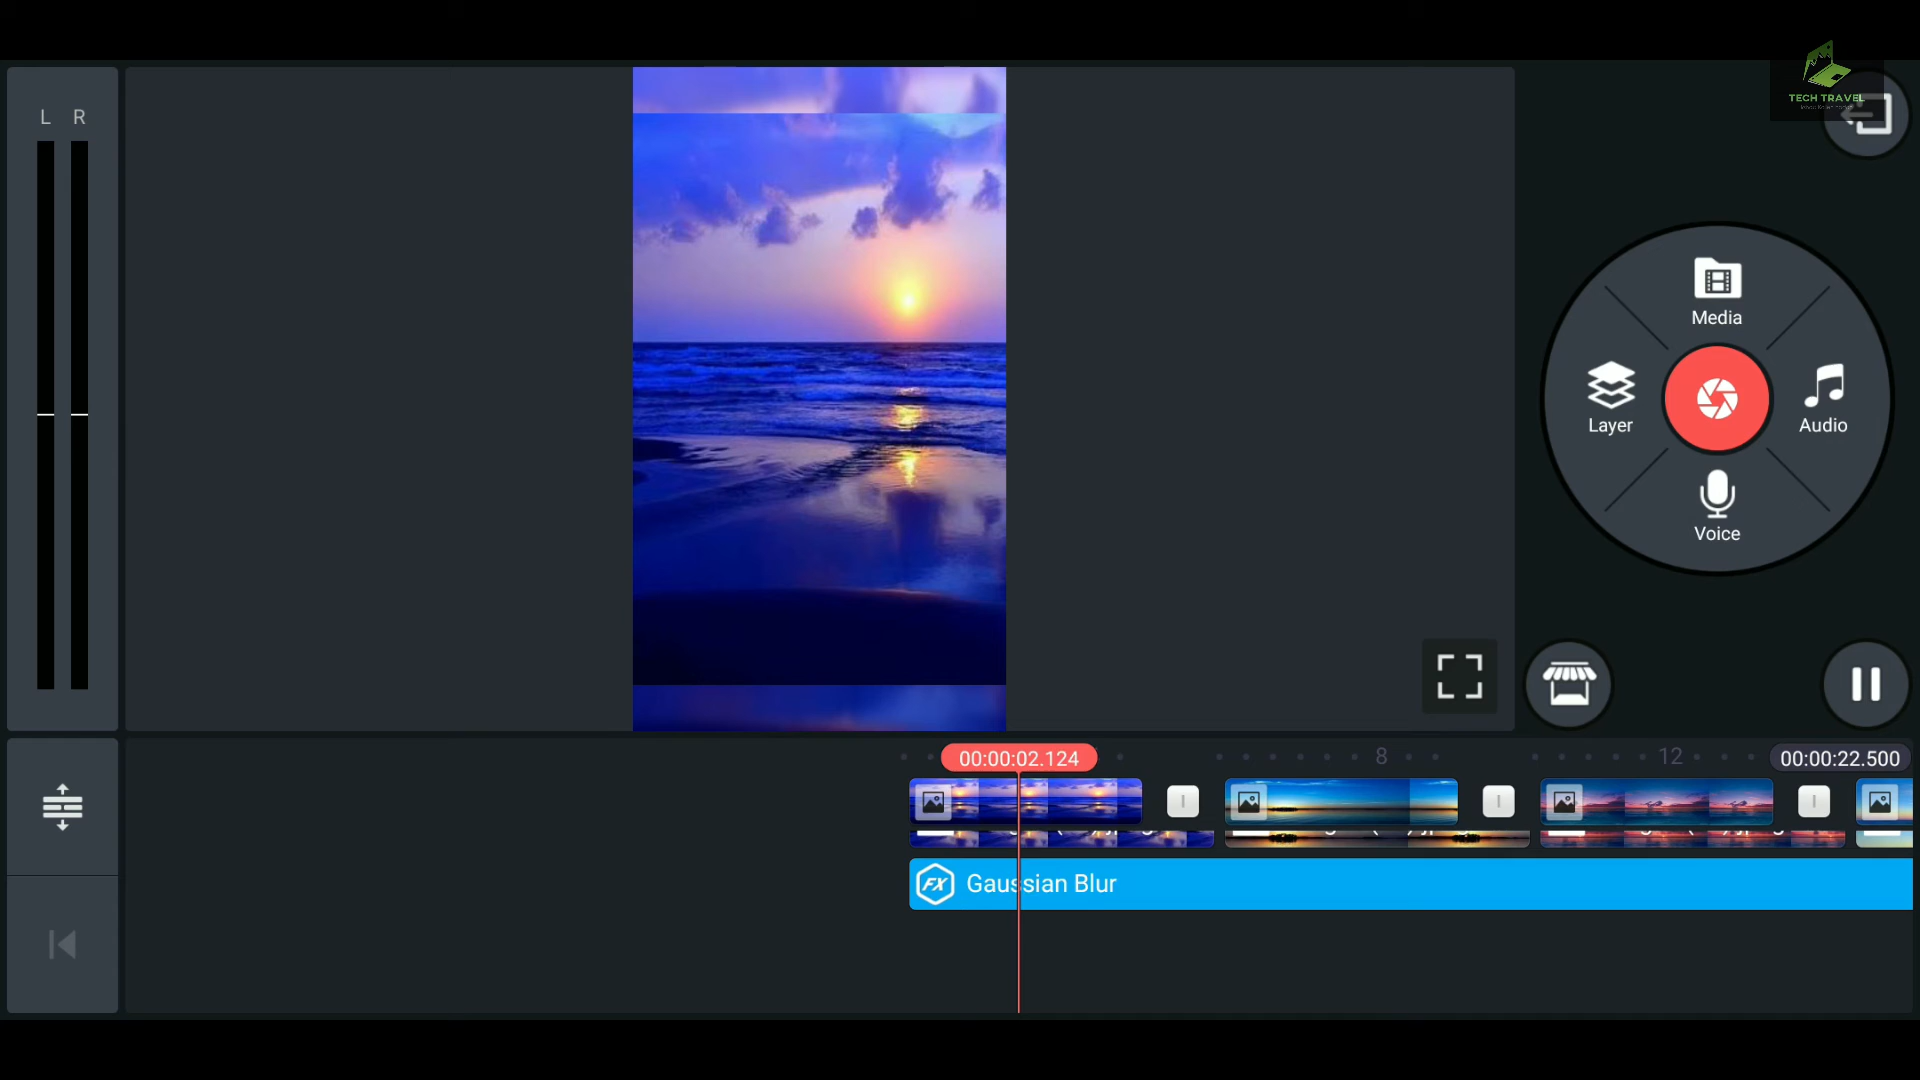 L R
TECH TRAVEL
Media
Layer
Audio
Voice
00:00:02.124
8
12
00:00:22.500
Gaussian Blur